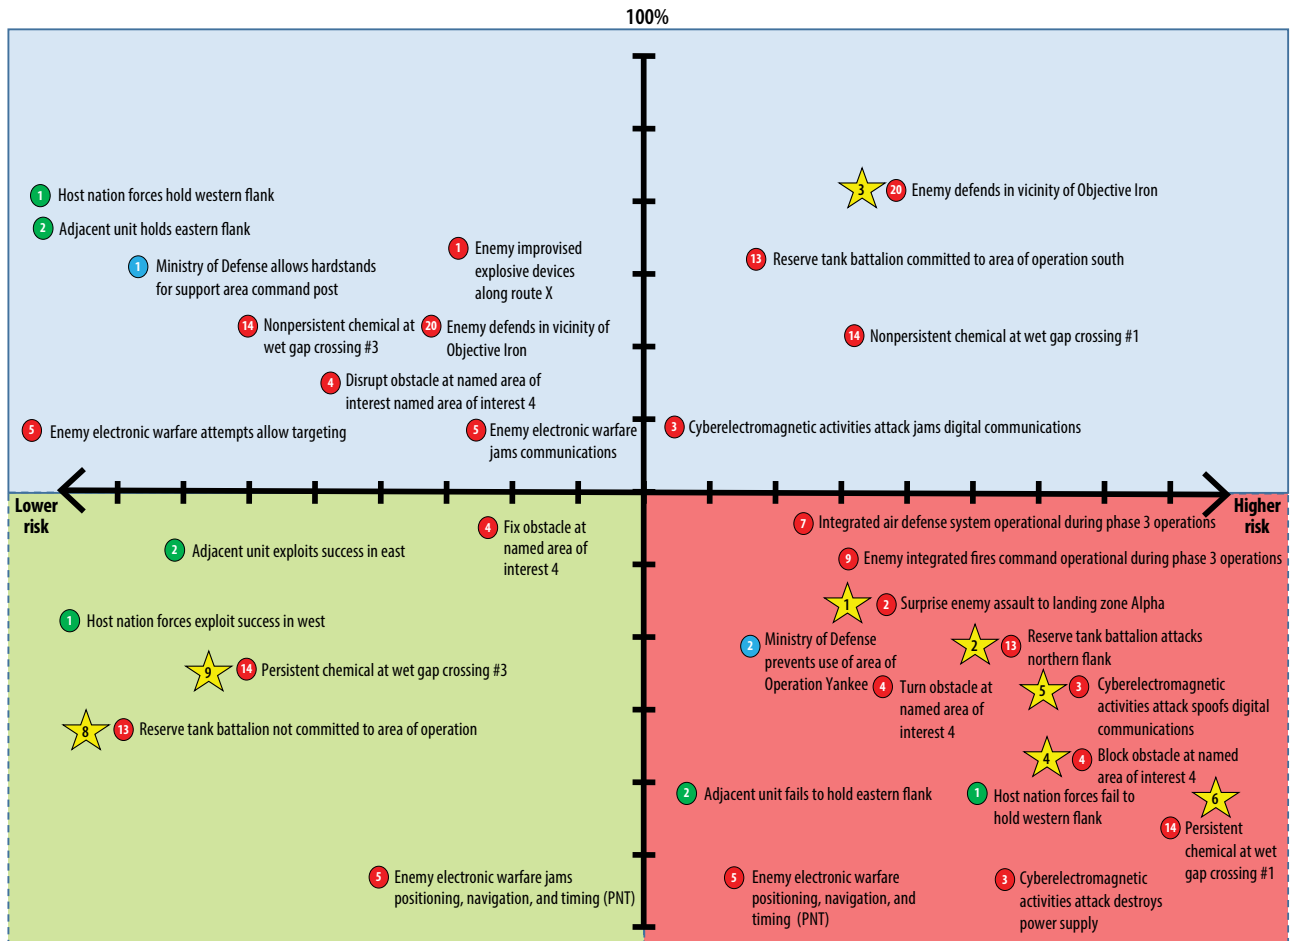 100%
1 Host nation forces hold western flank
2 Adjacent unit holds eastern flank
1 Ministry of Defense allows hardstands
for support area command post
1 Enemy improvised
explosive devices
along route X
14 Nonpersistent chemical at
wet gap crossing #3
20 Enemy defends in vicinity of
Objective Iron
4 Disrupt obstacle at named area of
interest named area of interest 4
5 Enemy electronic warfare attempts allow targeting
5 Enemy electronic warfare
jams communications
3 20 Enemy defends in vicinity of Objective Iron
13 Reserve tank battalion committed to area of operation south
14 Nonpersistent chemical at wet gap crossing #1
3 Cyberelectromagnetic activities attack jams digital communications
Lower
risk
Higher
risk
4 Fix obstacle at
named area of
interest 4
2 Adjacent unit exploits success in east
1 Host nation forces exploit success in west
9 14 Persistent chemical at wet gap crossing #3
8 13 Reserve tank battalion not committed to area of operation
5 Enemy electronic warfare jams
positioning, navigation, and timing (PNT)
7 Integrated air defense system operational during phase 3 operations
9 Enemy integrated fires command operational during phase 3 operations
1 2 Surprise enemy assault to landing zone Alpha
2 Ministry of Defense
prevents use of area of
Operation Yankee
2 13 Reserve tank battalion attacks
northern flank
4 Turn obstacle at
named area of
interest 4
5 3 Cyberelectromagnetic
activities attack spoofs digital
communications
4 4 Block obstacle at named
area of interest 4
2 Adjacent unit fails to hold eastern flank
1 Host nation forces fail to
hold western flank
6
14 Persistent
chemical at wet
gap crossing #1
5 Enemy electronic warfare
positioning, navigation, and
timing (PNT)
3 Cyberelectromagnetic
activities attack destroys
power supply